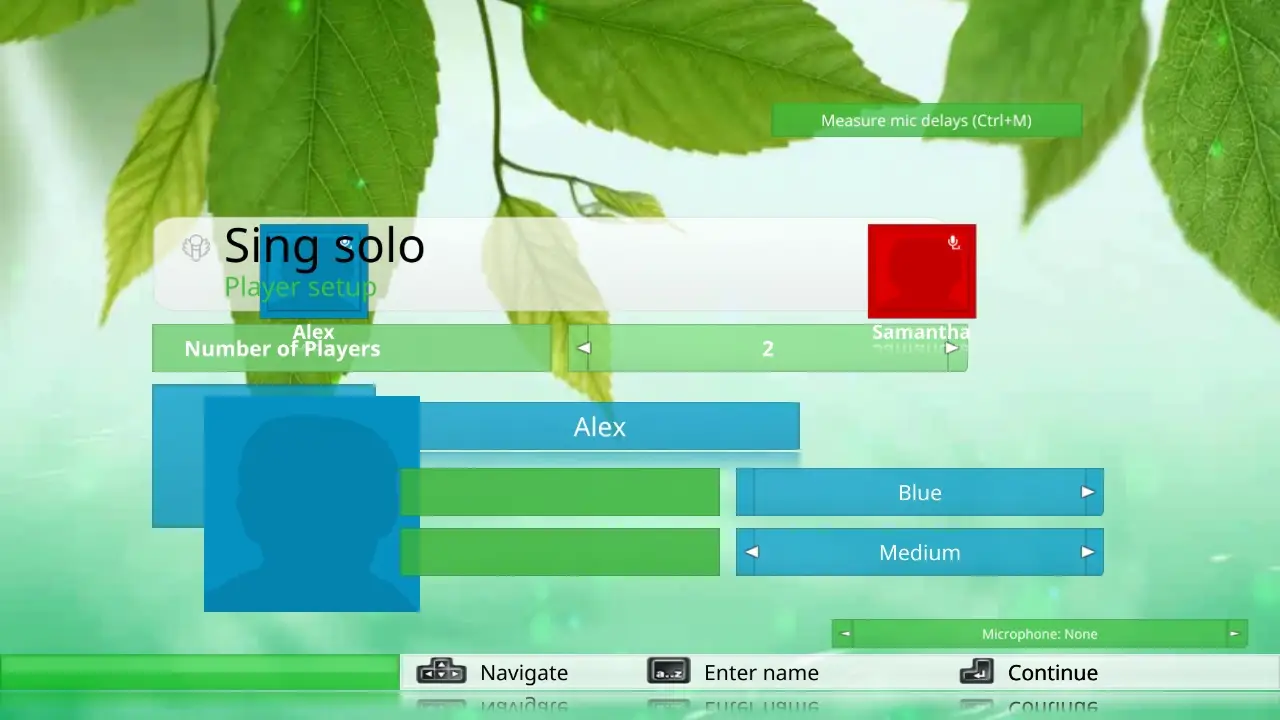 Measure mic delays (Ctrl+M)
Sing solo
Player setup
Alex
Samantha
Number of Players
2
Alex
Blue
Medium
Microphone: None
a..z
Navigate
Enter name
Continue